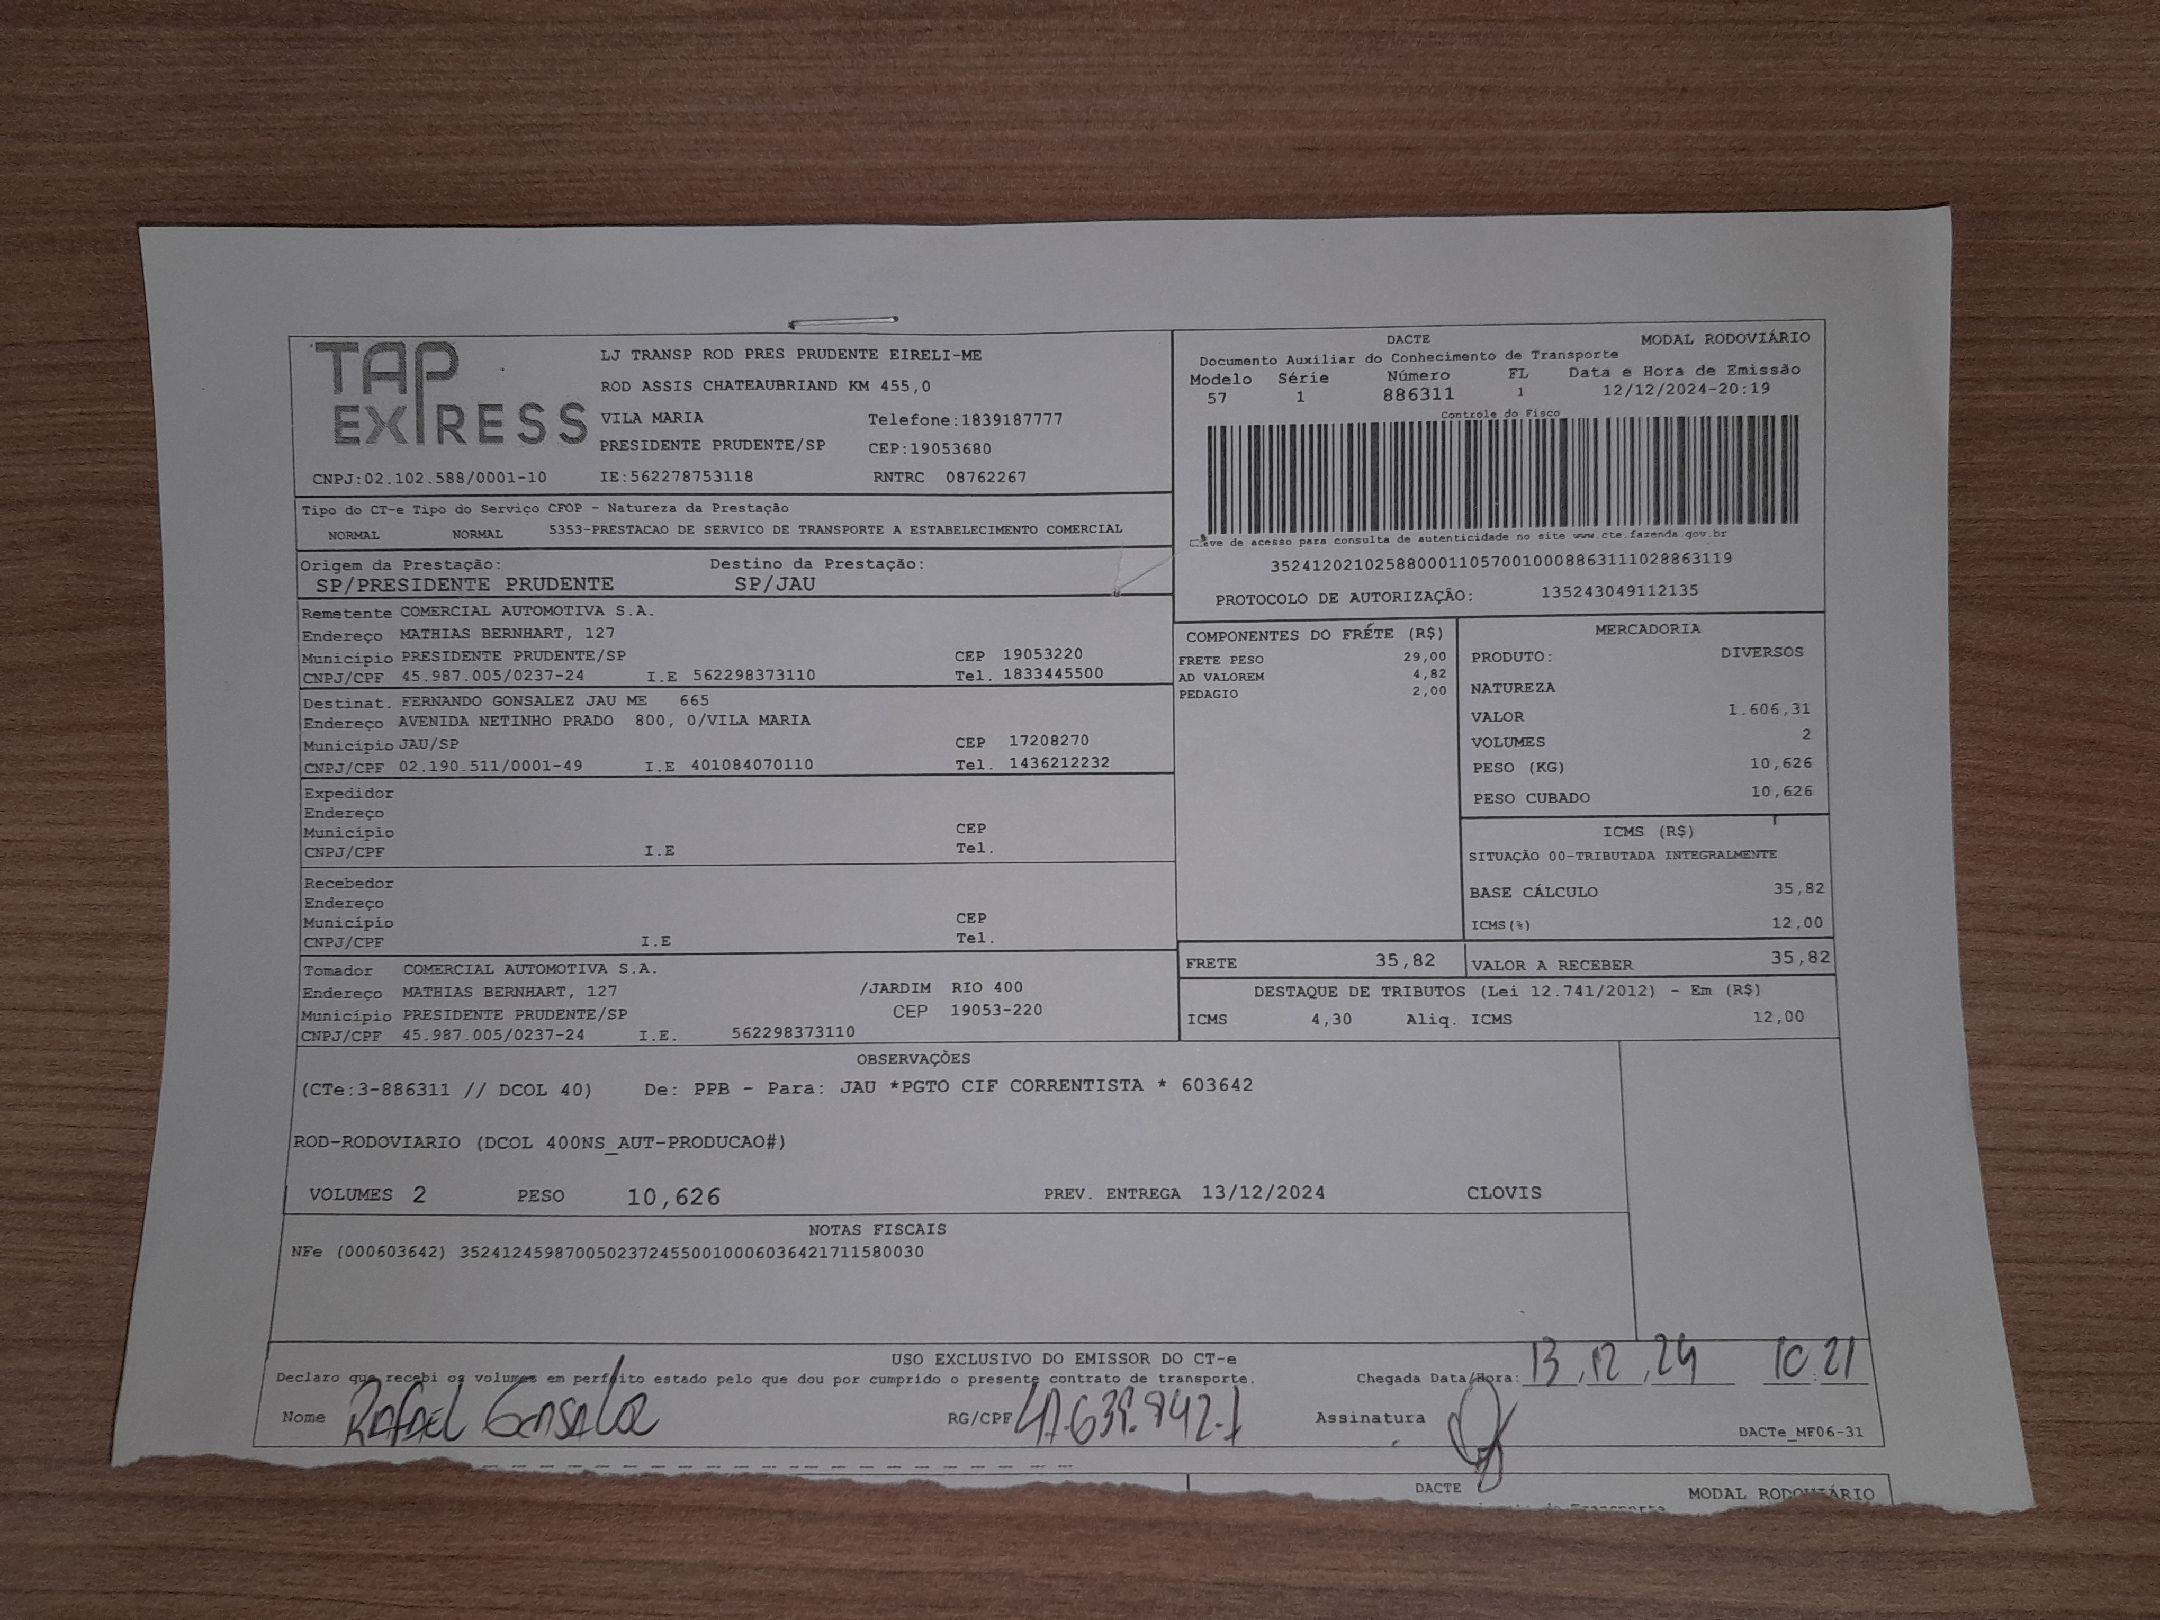 TAP EXPRESS
LJ TRANSP ROD PRES PRUDENTE EIRELI-ME
ROD ASSIS CHATEAUBRIAND KM 455,0
VILA MARIA Telefone:1839187777
PRESIDENTE PRUDENTE/SP CEP:19053680
CNPJ:02.102.588/0001-10 IE:562278753118 RNTRC 08762267
DACTE MODAL RODOVIÁRIO
Documento Auxiliar do Conhecimento de Transporte
Modelo Série Número FL Data e Hora de Emissão
57 1 886311 1 12/12/2024-20:19
Controle do Fisco
Chave de acesso para consulta de autenticidade no site www.cte.fazenda.gov.br
35241202102588000110570010008863111028863119
PROTOCOLO DE AUTORIZAÇÃO: 135243049112135
Tipo do CT-e Tipo do Serviço CFOP - Natureza da Prestação
NORMAL NORMAL 5353-PRESTACAO DE SERVICO DE TRANSPORTE A ESTABELECIMENTO COMERCIAL
Origem da Prestação: Destino da Prestação:
SP/PRESIDENTE PRUDENTE SP/JAU
Remetente COMERCIAL AUTOMOTIVA S.A.
Endereço MATHIAS BERNHART, 127
Município PRESIDENTE PRUDENTE/SP CEP 19053220
CNPJ/CPF 45.987.005/0237-24 I.E 562298373110 Tel. 1833445500
Destinat. FERNANDO GONSALEZ JAU ME 665
Endereço AVENIDA NETINHO PRADO 800, 0/VILA MARIA
Município JAU/SP CEP 17208270
CNPJ/CPF 02.190.511/0001-49 I.E 401084070110 Tel. 1436212232
Expedidor
Endereço
Município CEP
CNPJ/CPF I.E Tel.
Recebedor
Endereço
Município CEP
CNPJ/CPF I.E Tel.
Tomador COMERCIAL AUTOMOTIVA S.A.
Endereço MATHIAS BERNHART, 127 /JARDIM RIO 400
Município PRESIDENTE PRUDENTE/SP CEP 19053-220
CNPJ/CPF 45.987.005/0237-24 I.E. 562298373110
COMPONENTES DO FRÉTE (R$)
FRETE PESO 29,00
AD VALOREM 4,82
PEDAGIO 2,00
MERCADORIA
PRODUTO: DIVERSOS
NATUREZA
VALOR 1.606,31
VOLUMES 2
PESO (KG) 10,626
PESO CUBADO 10,626
ICMS (R$)
SITUAÇÃO 00-TRIBUTADA INTEGRALMENTE
BASE CÁLCULO 35,82
ICMS(%) 12,00
FRETE 35,82 VALOR A RECEBER 35,82
DESTAQUE DE TRIBUTOS (Lei 12.741/2012) - Em (R$)
ICMS 4,30 Aliq. ICMS 12,00
OBSERVAÇÕES
(CTe:3-886311 // DCOL 40) De: PPB - Para: JAU *PGTO CIF CORRENTISTA * 603642
ROD-RODOVIARIO (DCOL 400NS_AUT-PRODUCAO#)
VOLUMES 2 PESO 10,626 PREV. ENTREGA 13/12/2024 CLOVIS
NOTAS FISCAIS
NFe (000603642) 35241245987005023724550010006036421711580030
USO EXCLUSIVO DO EMISSOR DO CT-e
Declaro que recebi os volumes em perfeito estado pelo que dou por cumprido o presente contrato de transporte. Chegada Data/Hora: 13,12,24 10:21
Nome RAFAEL RG/CPF Assinatura
DACTe_MF06-31
DACTE MODAL RODOVIÁRIO